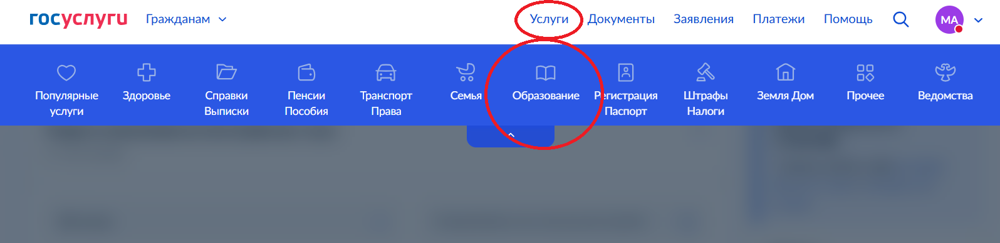 госуслуги Гражданам Услуги Документы Заявления Платежи Помощь МА
Популярные услуги
Здоровье
Справки Выписки
Пенсии Пособия
Транспорт Права
Семья
Образование
Регистрация Паспорт
Штрафы Налоги
Земля Дом
Прочее
Ведомства